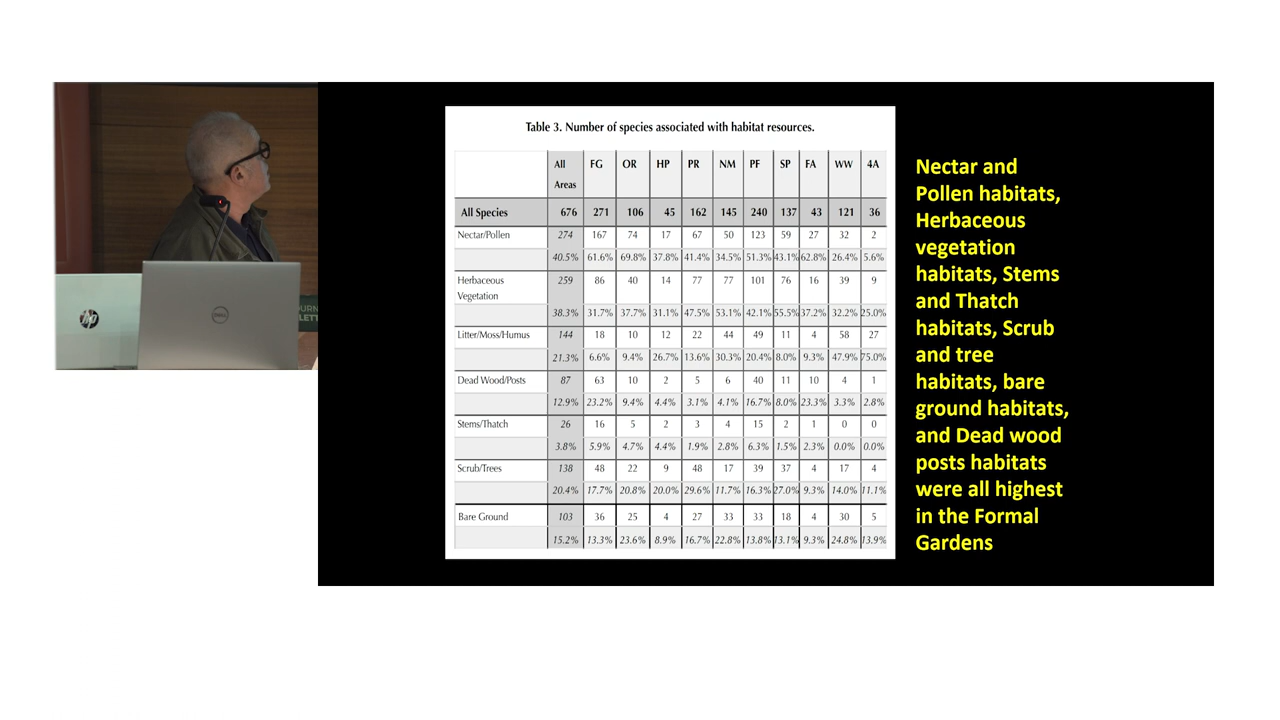 Table 3. Number of species associated with habitat resources.
All Areas FG OR HP PR NM PF SP FA WW 4A
All Species 676 271 106 45 162 145 240 137 43 121 36
Nectar/Pollen 274 167 74 17 67 50 123 59 27 32 2
40.5% 61.6% 69.8% 37.8% 41.4% 34.5% 51.3% 43.1% 62.8% 26.4% 5.6%
Herbaceous Vegetation 259 86 40 14 77 77 101 76 16 39 9
38.3% 31.7% 37.7% 31.1% 47.5% 53.1% 42.1% 55.5% 37.2% 32.2% 25.0%
Litter/Moss/Humus 144 18 10 12 22 44 49 11 4 58 27
21.3% 6.6% 9.4% 26.7% 13.6% 30.3% 20.4% 8.0% 9.3% 47.9% 75.0%
Dead Wood/Posts 87 63 10 2 5 6 40 11 10 4 1
12.9% 23.2% 9.4% 4.4% 3.1% 4.1% 16.7% 8.0% 23.3% 3.3% 2.8%
Stems/Thatch 26 16 5 2 3 4 15 2 1 0 0
3.8% 5.9% 4.7% 4.4% 1.9% 2.8% 6.3% 1.5% 2.3% 0.0% 0.0%
Scrub/Trees 138 48 22 9 48 17 39 37 4 17 4
20.4% 17.7% 20.8% 20.0% 29.6% 11.7% 16.3% 27.0% 9.3% 14.0% 11.1%
Bare Ground 103 36 25 4 27 33 33 18 4 30 5
15.2% 13.3% 23.6% 8.9% 16.7% 22.8% 13.8% 13.1% 9.3% 24.8% 13.9%
Nectar and
Pollen habitats,
Herbaceous
vegetation
habitats, Stems
and Thatch
habitats, Scrub
and tree
habitats, bare
ground habitats,
and Dead wood
posts habitats
were all highest
in the Formal
Gardens
hp
DELL